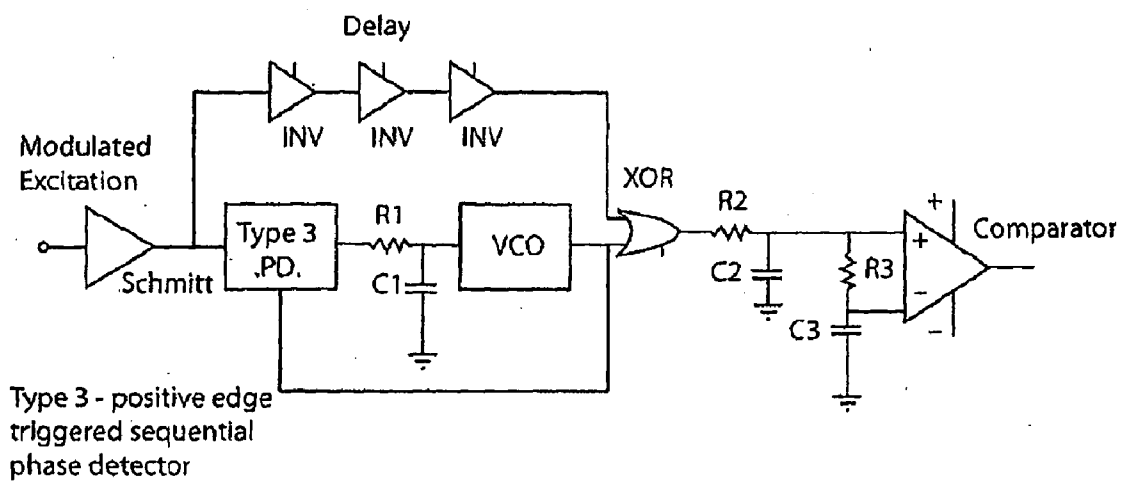 Delay
INV INV INV
Modulated
Excitation
XOR
R1
R2
Type 3
.PD.
VCO
+
Comparator
+
Schmitt
C1
C2
R3
−
C3
−
Type 3 - positive edge
triggered sequential
phase detector